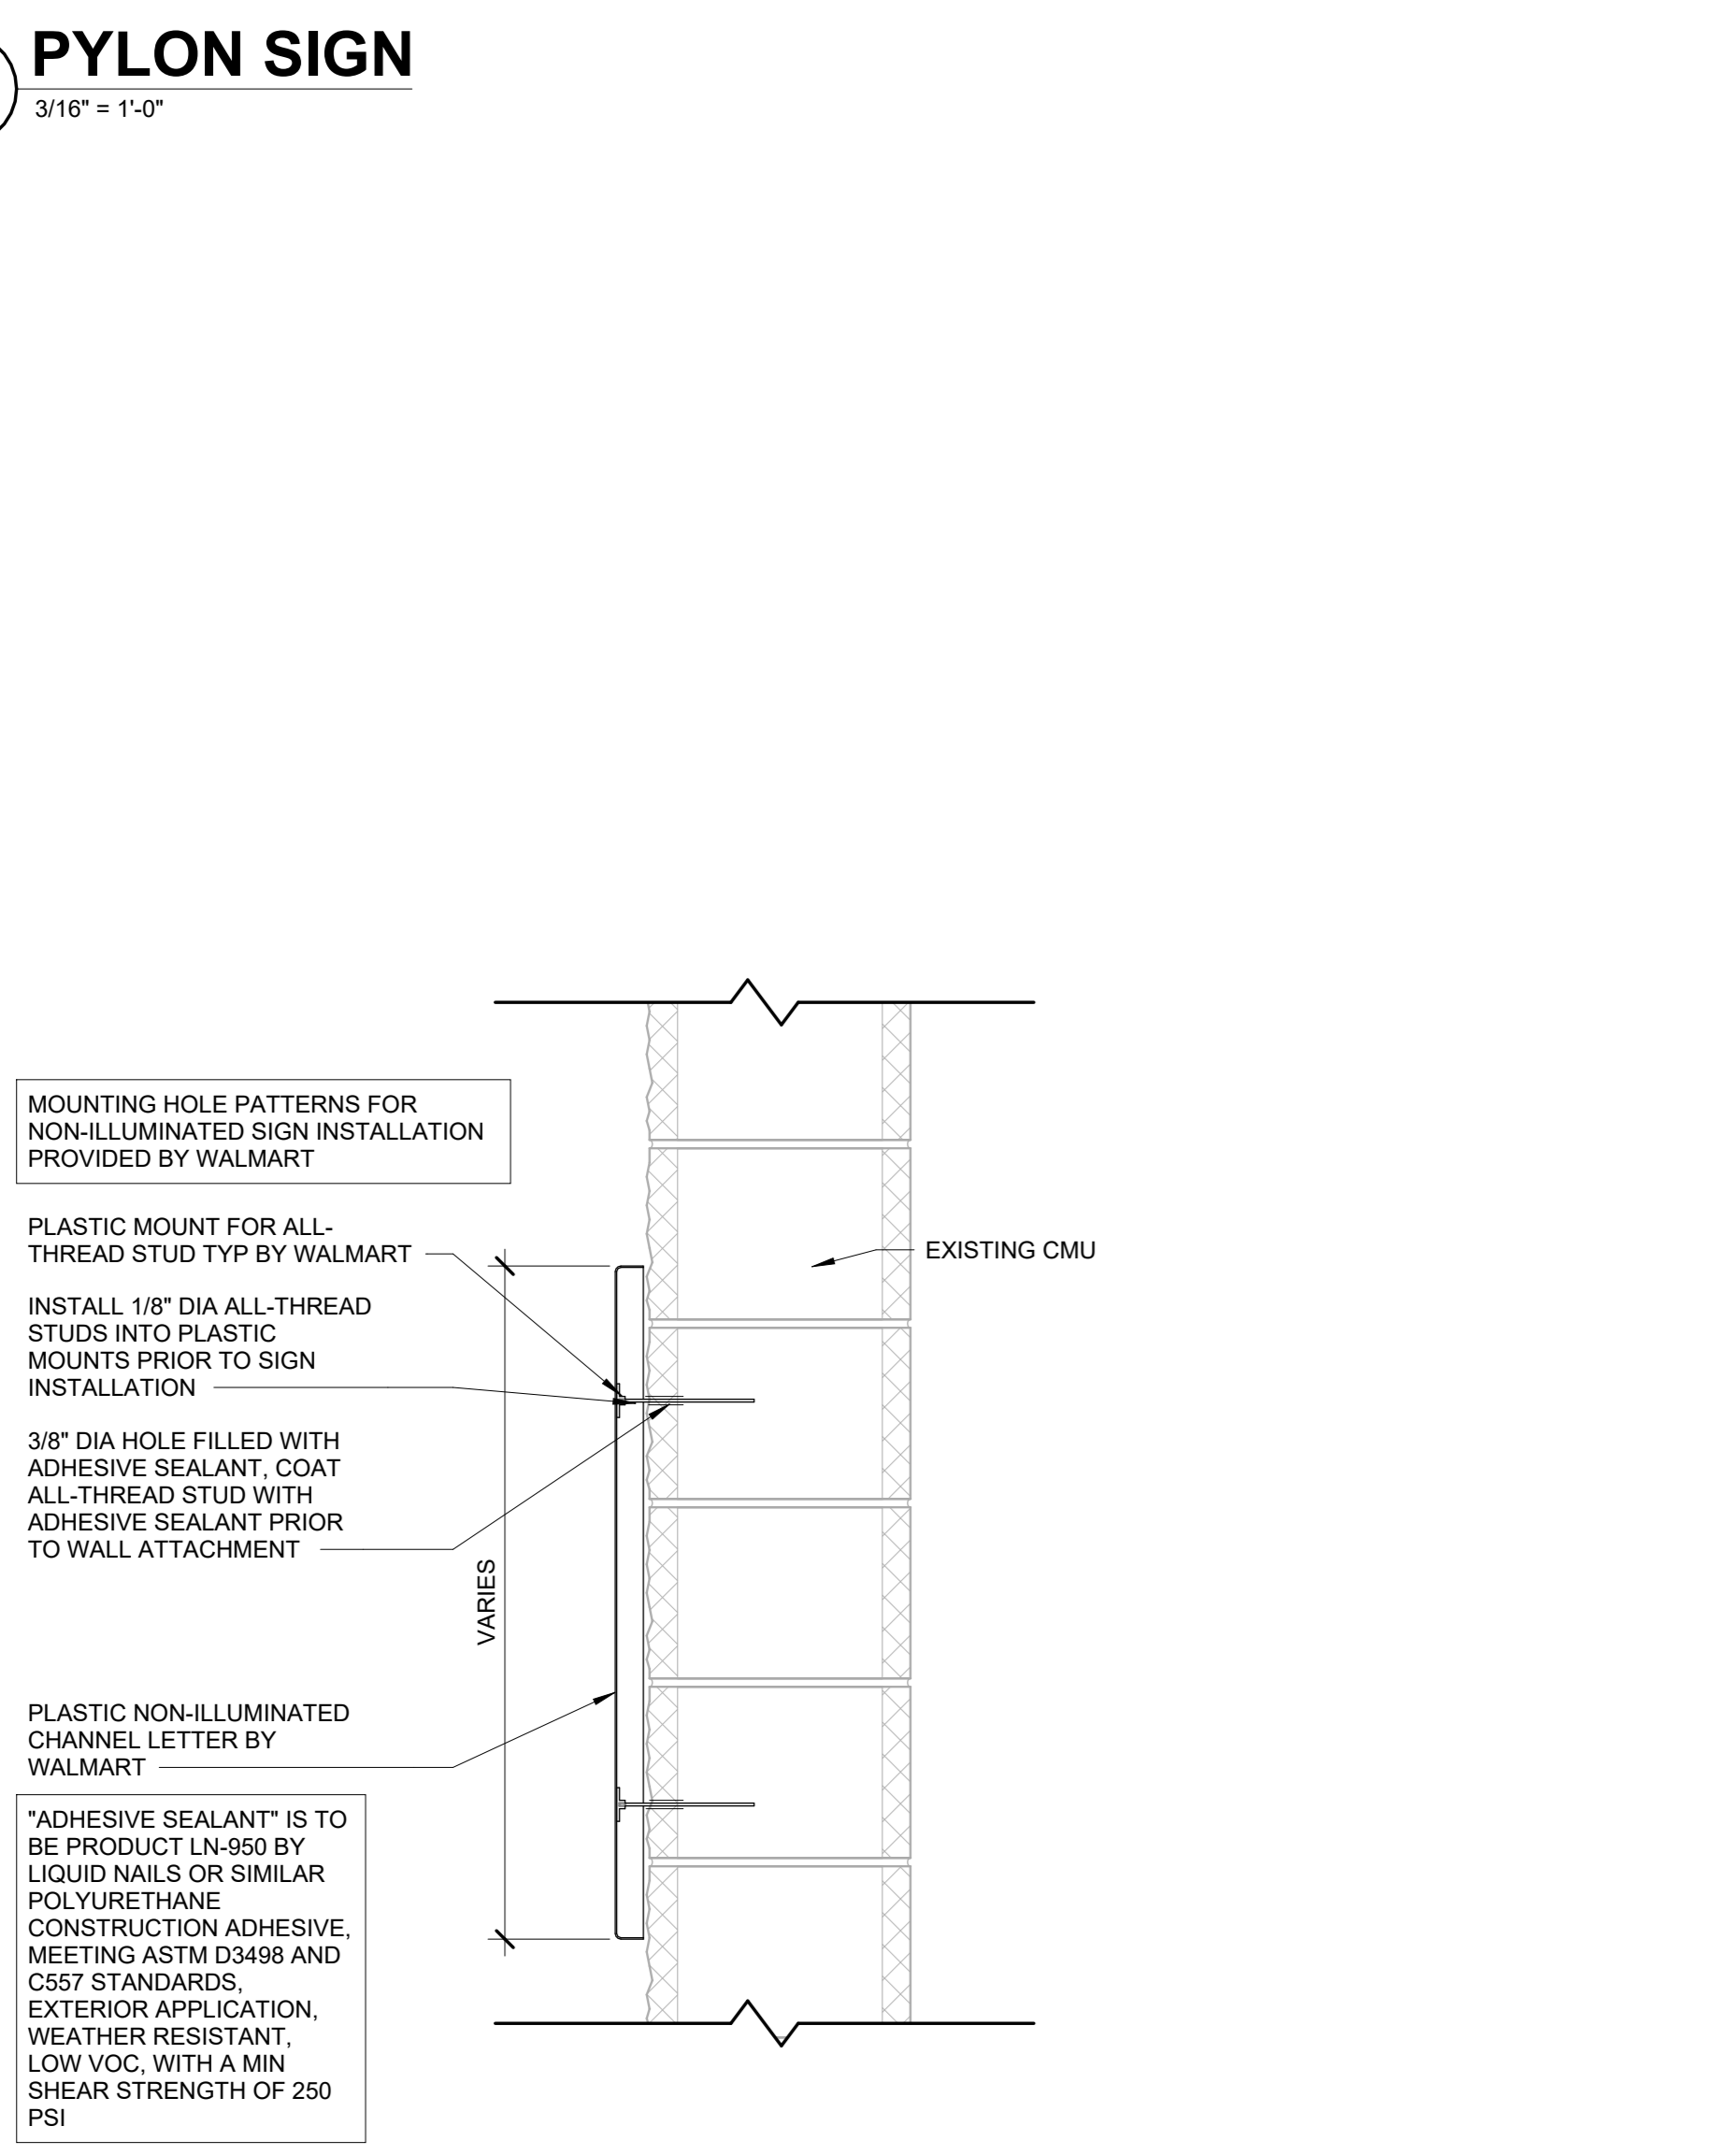 PYLON SIGN
3/16" = 1'-0"
MOUNTING HOLE PATTERNS FOR
NON-ILLUMINATED SIGN INSTALLATION
PROVIDED BY WALMART
PLASTIC MOUNT FOR ALL-
THREAD STUD TYP BY WALMART
EXISTING CMU
INSTALL 1/8" DIA ALL-THREAD
STUDS INTO PLASTIC
MOUNTS PRIOR TO SIGN
INSTALLATION
3/8" DIA HOLE FILLED WITH
ADHESIVE SEALANT, COAT
ALL-THREAD STUD WITH
ADHESIVE SEALANT PRIOR
TO WALL ATTACHMENT
VARIES
PLASTIC NON-ILLUMINATED
CHANNEL LETTER BY
WALMART
"ADHESIVE SEALANT" IS TO
BE PRODUCT LN-950 BY
LIQUID NAILS OR SIMILAR
POLYURETHANE
CONSTRUCTION ADHESIVE,
MEETING ASTM D3498 AND
C557 STANDARDS,
EXTERIOR APPLICATION,
WEATHER RESISTANT,
LOW VOC, WITH A MIN
SHEAR STRENGTH OF 250
PSI